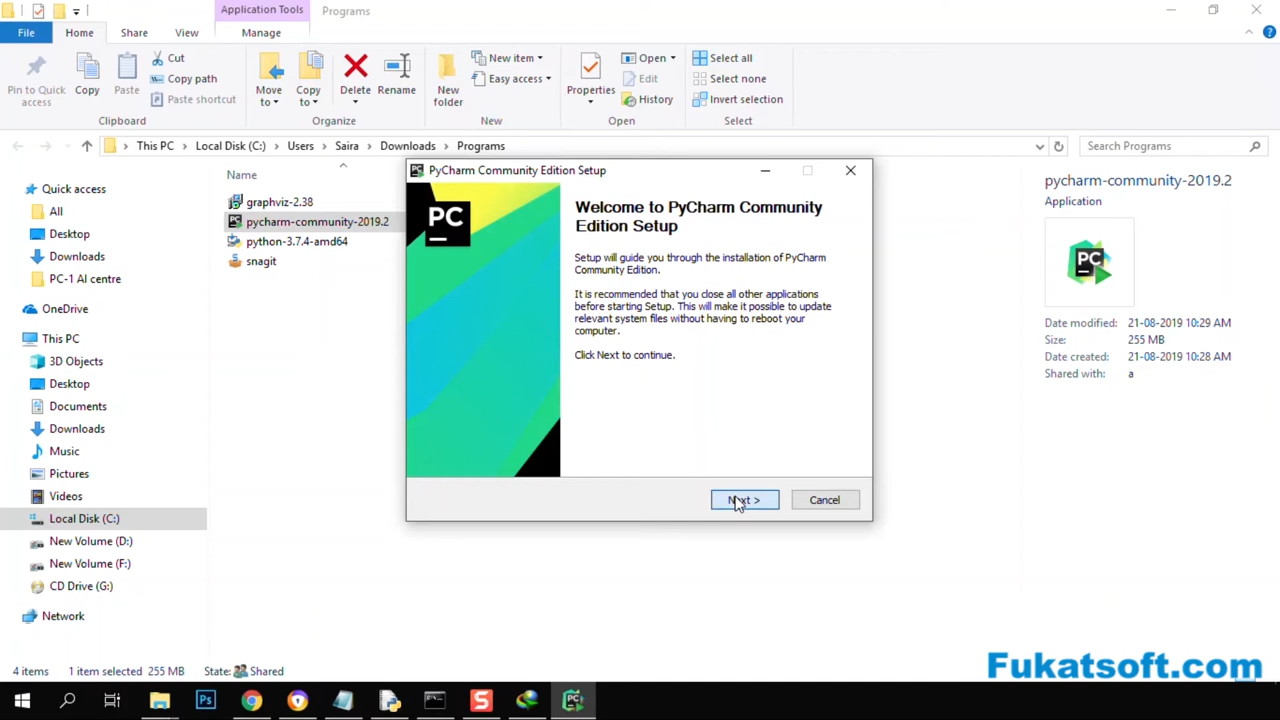 Application Tools
Programs
File
Home
Share
View
Manage
Pin to Quick access
Copy
Paste
Cut
Copy path
Paste shortcut
Clipboard
Move to
Copy to
Delete
Rename
Organize
New folder
New item
Easy access
New
Properties
Open
Edit
History
Open
Select all
Select none
Invert selection
Select
This PC
Local Disk (C:)
Users
Saira
Downloads
Programs
Search Programs
Quick access
All
Desktop
Downloads
PC-1 AI centre
OneDrive
This PC
3D Objects
Desktop
Documents
Downloads
Music
Pictures
Videos
Local Disk (C:)
New Volume (D:)
New Volume (F:)
CD Drive (G:)
Network
Name
graphviz-2.38
pycharm-community-2019.2
python-3.7.4-amd64
snagit
PyCharm Community Edition Setup
PC
Welcome to PyCharm Community
Edition Setup
Setup will guide you through the installation of PyCharm
Community Edition.
It is recommended that you close all other applications
before starting Setup. This will make it possible to update
relevant system files without having to reboot your
computer.
Click Next to continue.
Next >
Cancel
pycharm-community-2019.2
Application
PC
Date modified: 21-08-2019 10:29 AM
Size: 255 MB
Date created: 21-08-2019 10:28 AM
Shared with: a
4 items
1 item selected 255 MB
State: Shared
Fukatsoft.com
Ps
S
PC